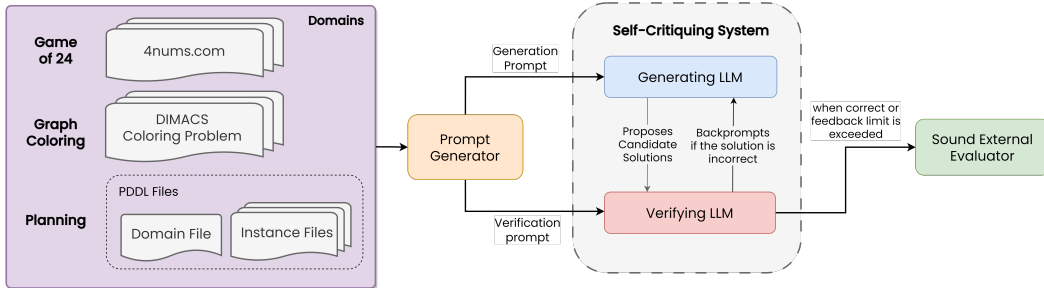 Domains
Game
of 24
4nums.com
Graph
Coloring
DIMACS
Coloring Problem
PDDL Files
Planning
Domain File
Instance Files
Prompt
Generator
Generation
Prompt
Verification
prompt
Self-Critiquing System
Generating LLM
Proposes
Candidate
Solutions
Backprompts
if the solution is
incorrect
Verifying LLM
when correct or
feedback limit is
exceeded
Sound External
Evaluator